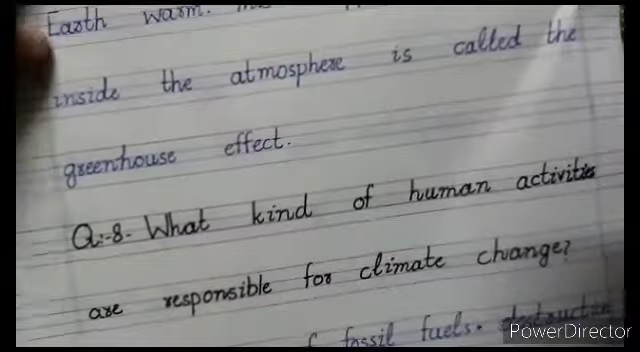 Earth warm.
inside the atmosphere is called the
greenhouse effect.
Q:-8- What kind of human activities
are responsible for climate change?
fossil fuels. destruction
PowerDirector